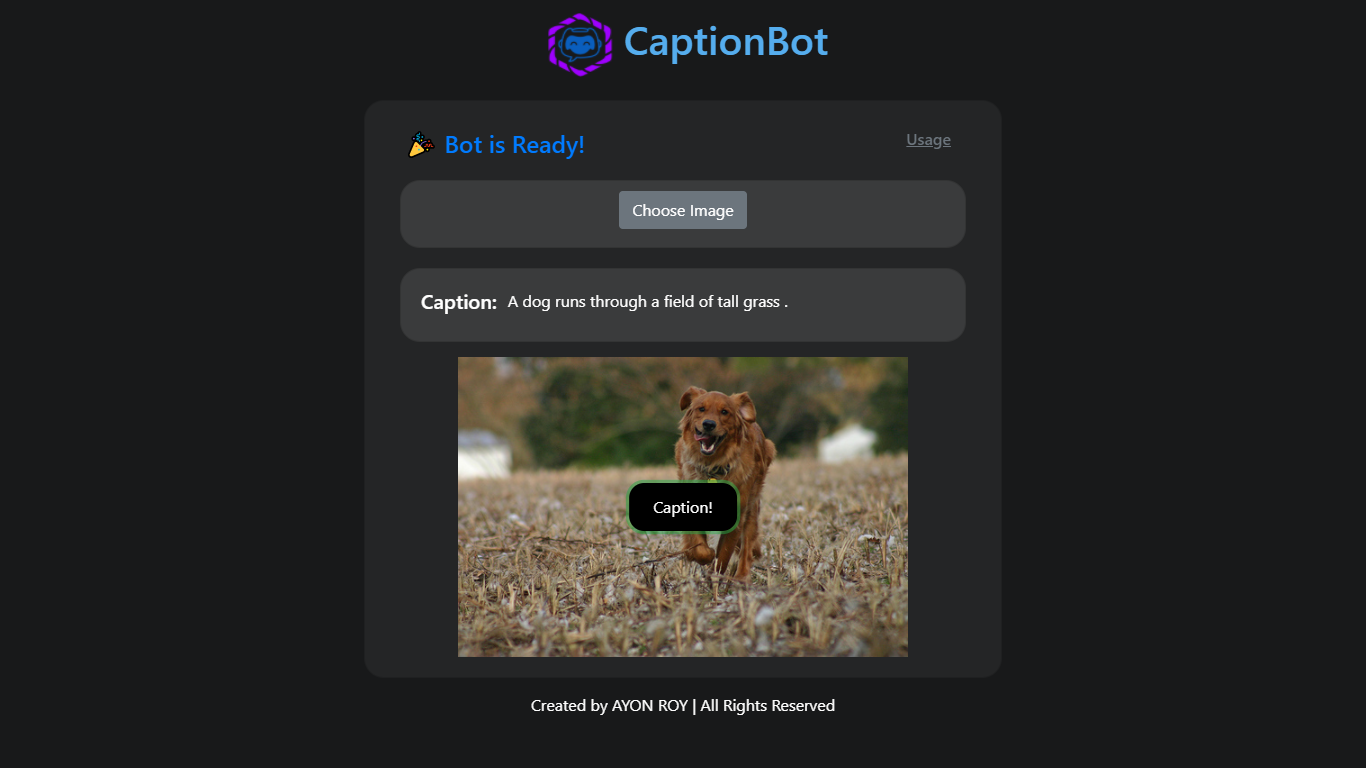 CaptionBot
Bot is Ready!
Usage
Choose Image
Caption: A dog runs through a field of tall grass .
Caption!
Created by AYON ROY | All Rights Reserved